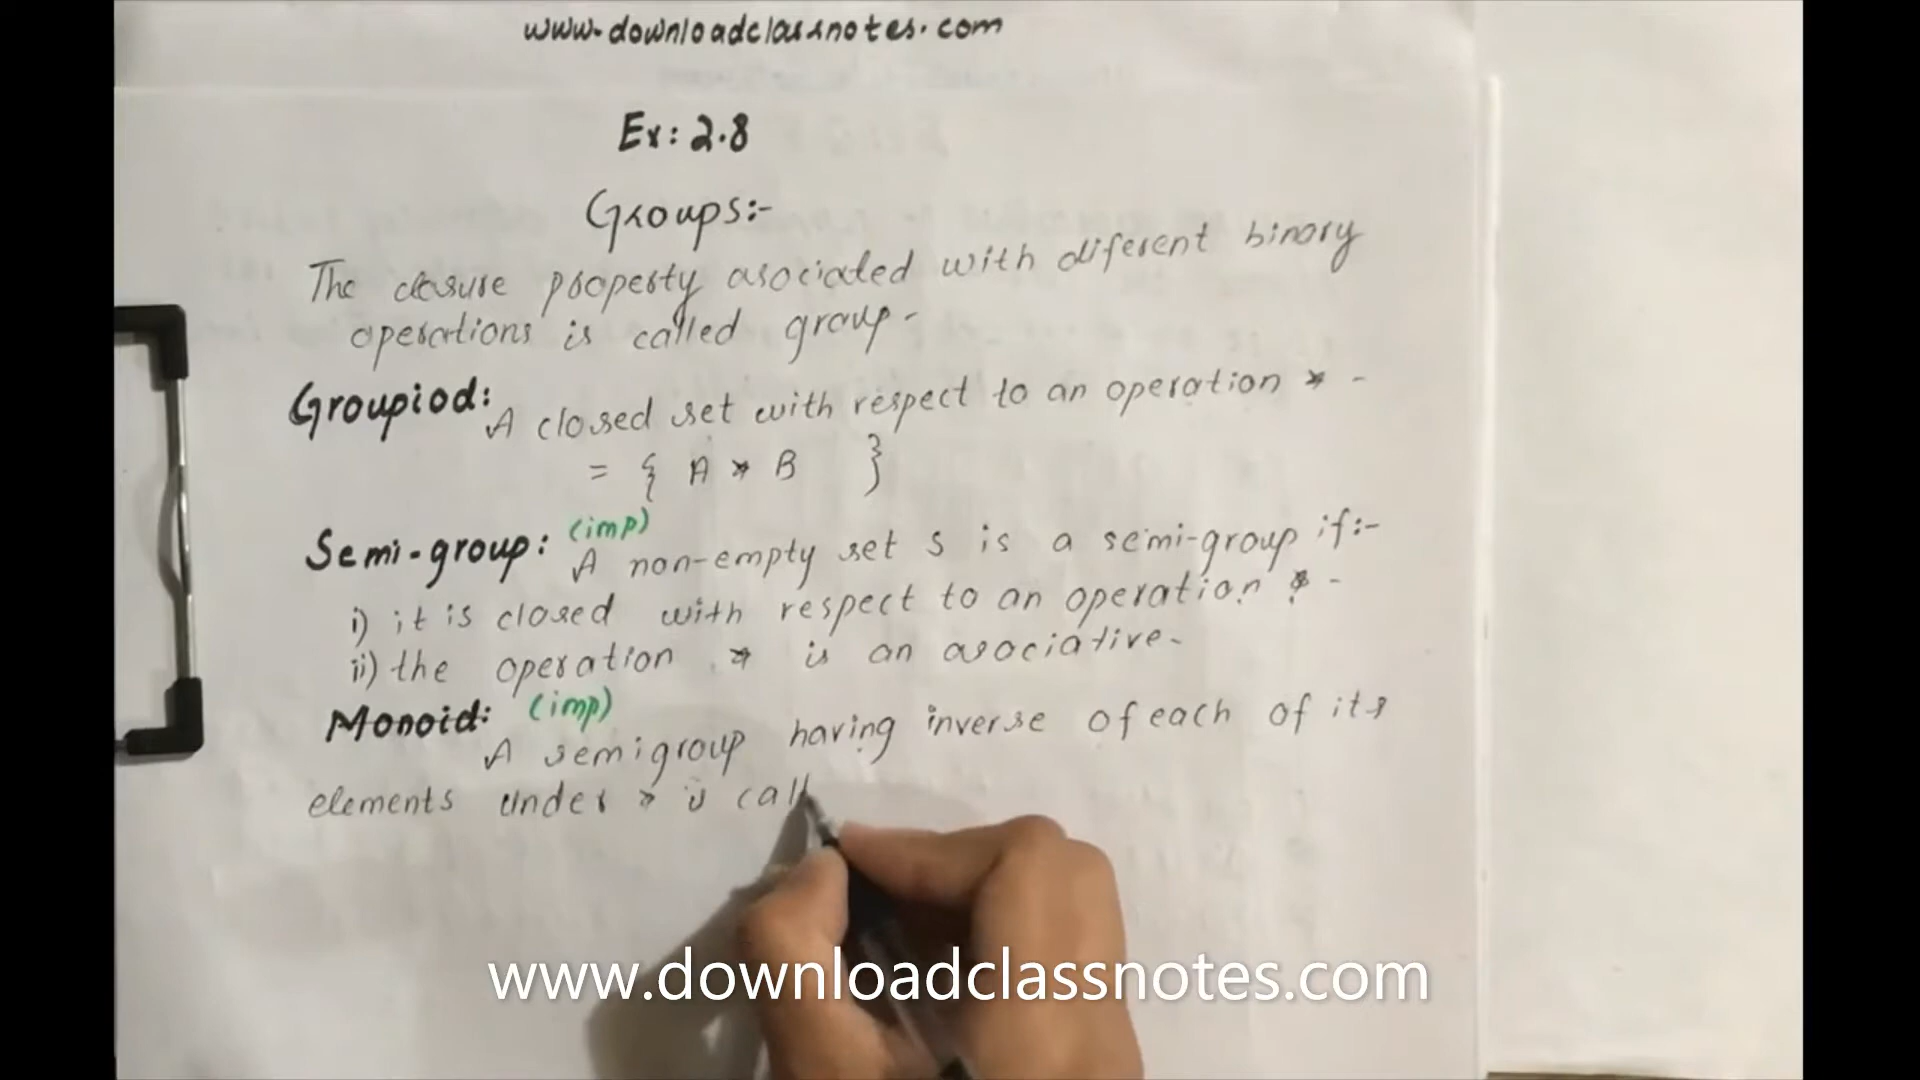 www.downloadclassnotes.com
Ex: 2.8
Groups:-
The closure property asociated with diferent binary
operations is called group-
Groupiod:
A closed set with respect to an operation * -
= { A * B }
Semi-group: (imp)
A non-empty set S is a semi-group if:-
i) it is closed with respect to an operation * -
ii) the operation * is an asociative-
Monoid: (imp)
A semigroup having inverse of each of its
elements under * is call
www.downloadclassnotes.com